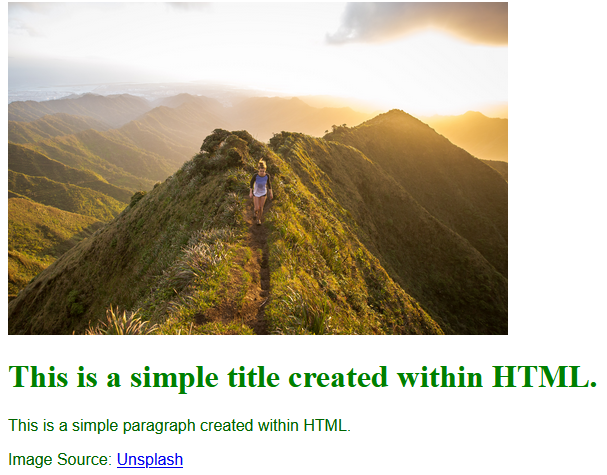 This is a simple title created within HTML.
This is a simple paragraph created within HTML.
Image Source: Unsplash